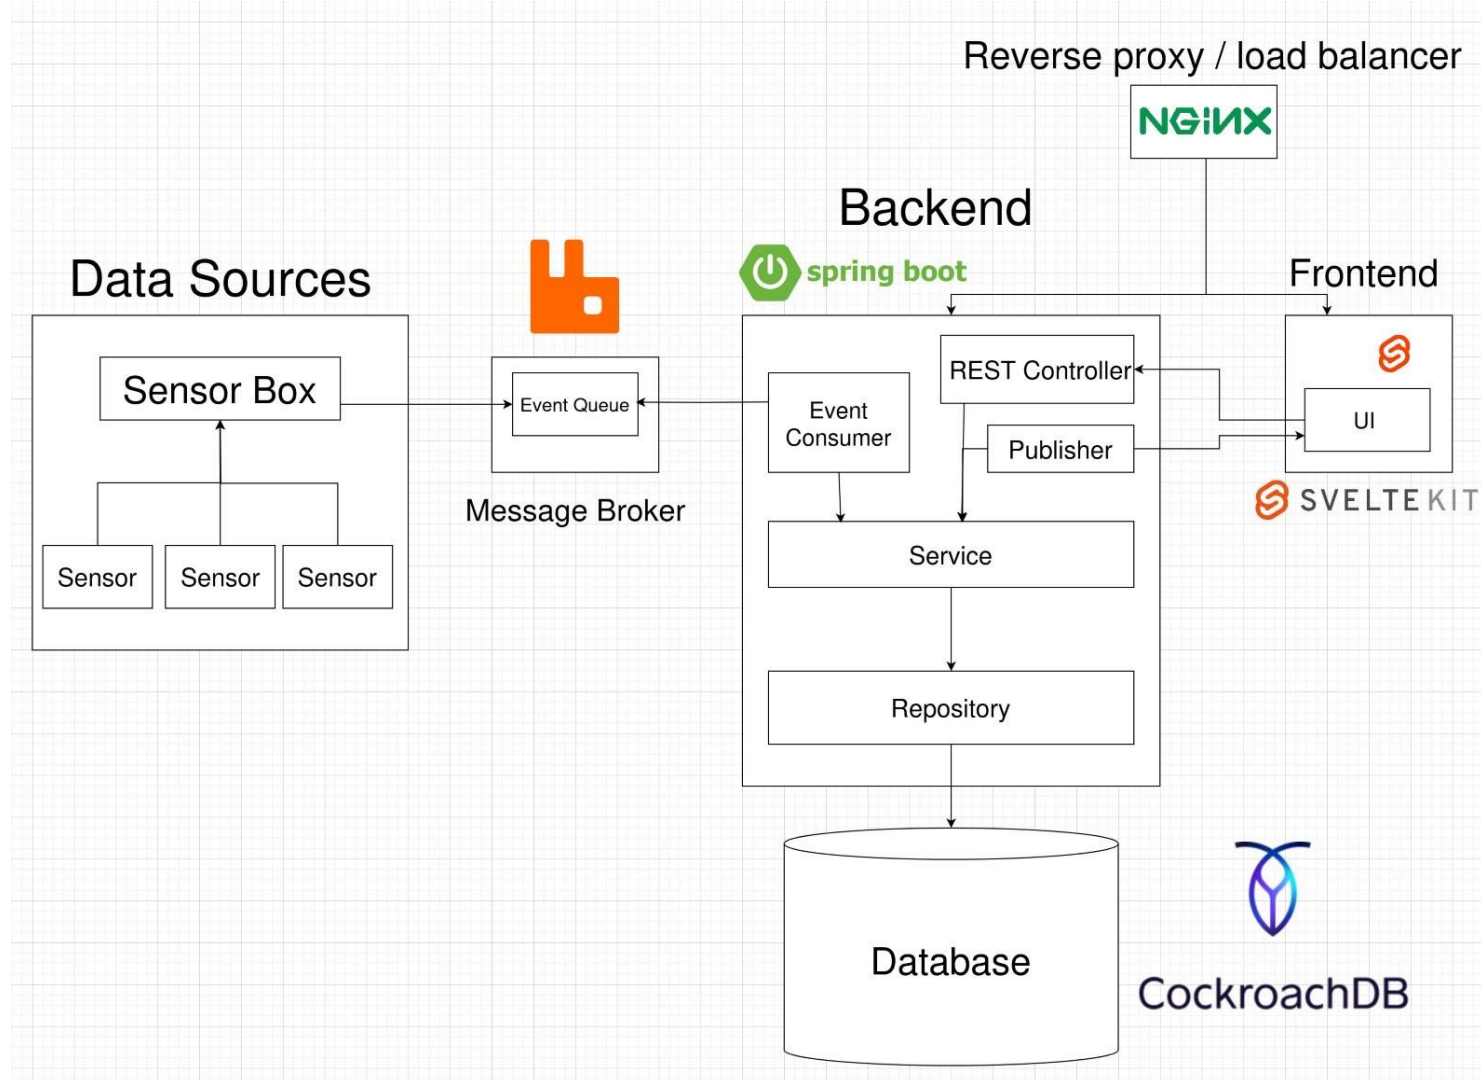 Reverse proxy / load balancer
NGiNX
Backend
Data Sources
spring boot
Frontend
Sensor Box
Event Queue
REST Controller
Event
Consumer
UI
Publisher
Message Broker
SVELTEKIT
Service
Sensor
Sensor
Sensor
Repository
Database
CockroachDB